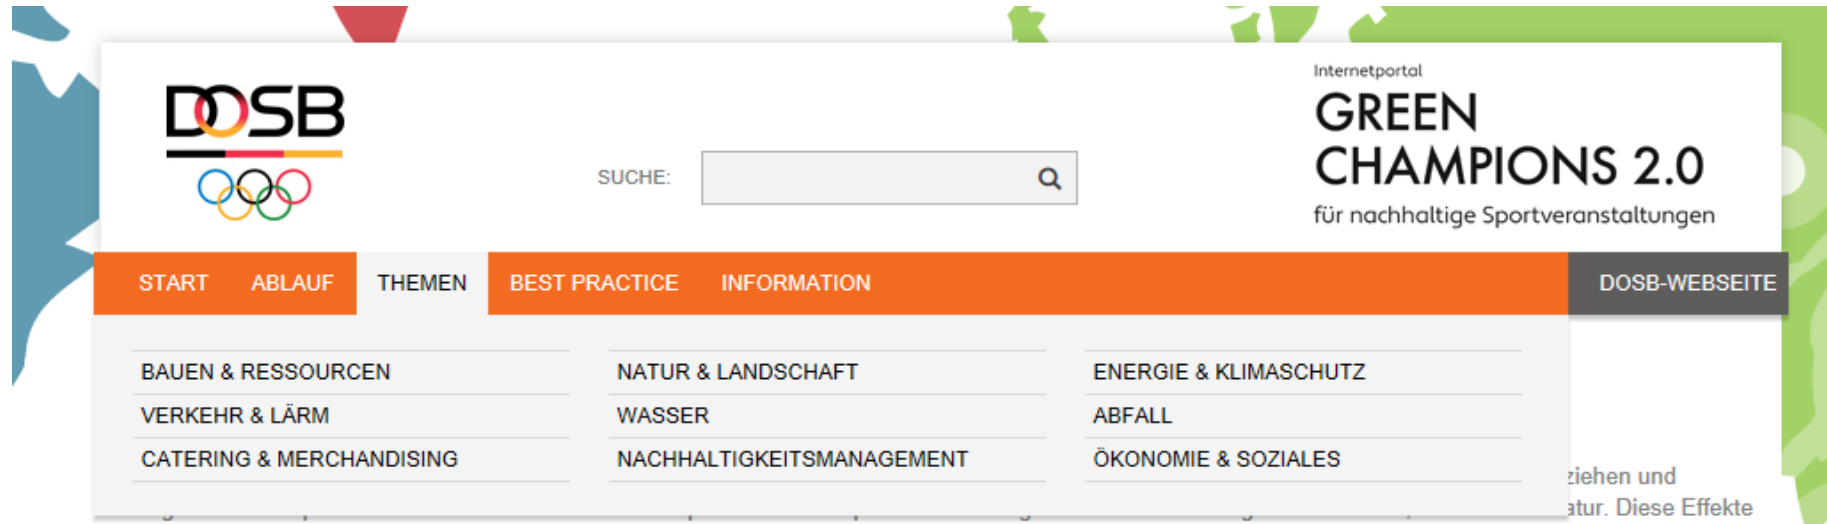 DOSB
SUCHE:
Internetportal
GREEN
CHAMPIONS 2.0
für nachhaltige Sportveranstaltungen
START ABLAUF THEMEN BEST PRACTICE INFORMATION DOSB-WEBSEITE
BAUEN & RESSOURCEN NATUR & LANDSCHAFT ENERGIE & KLIMASCHUTZ
VERKEHR & LÄRM WASSER ABFALL
CATERING & MERCHANDISING NACHHALTIGKEITSMANAGEMENT ÖKONOMIE & SOZIALES
ziehen und
atur. Diese Effekte